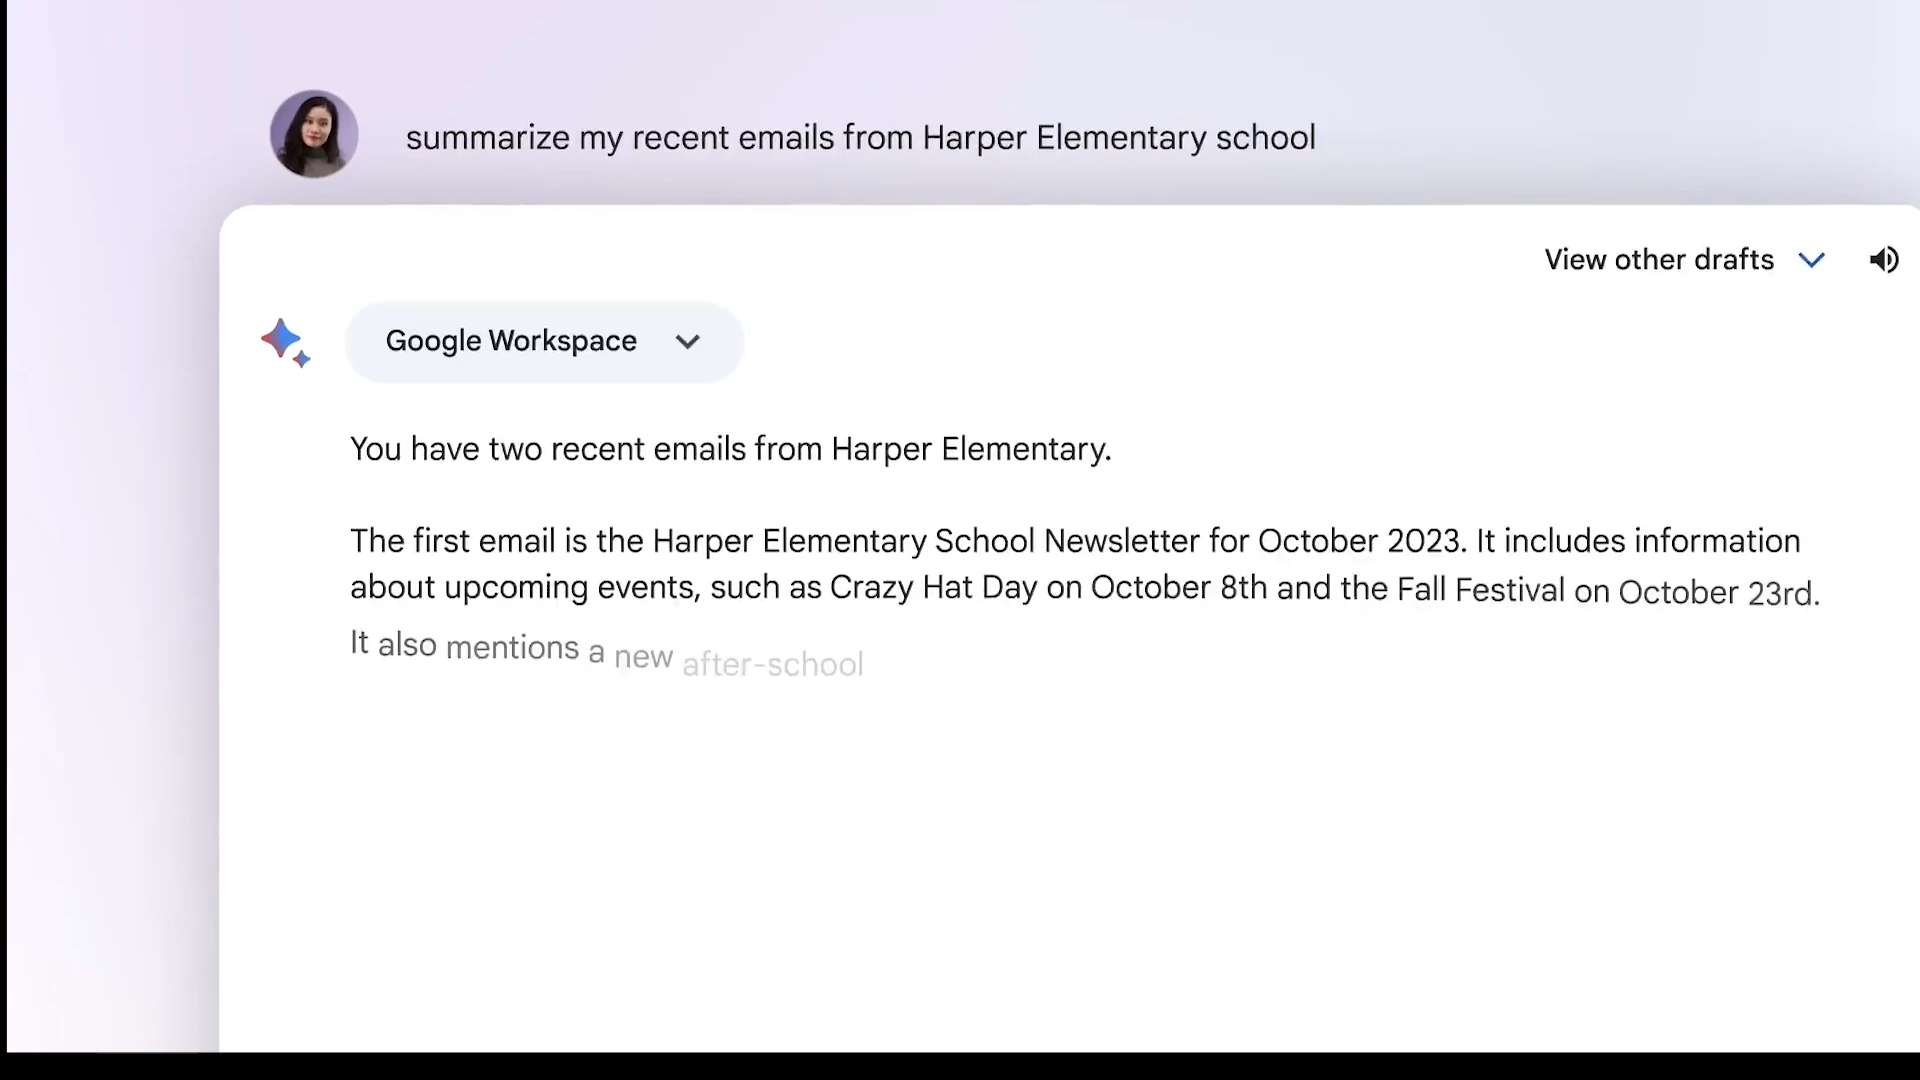 summarize my recent emails from Harper Elementary school
View other drafts
Google Workspace
You have two recent emails from Harper Elementary.
The first email is the Harper Elementary School Newsletter for October 2023. It includes information
about upcoming events, such as Crazy Hat Day on October 8th and the Fall Festival on October 23rd.
It also mentions a new after-school